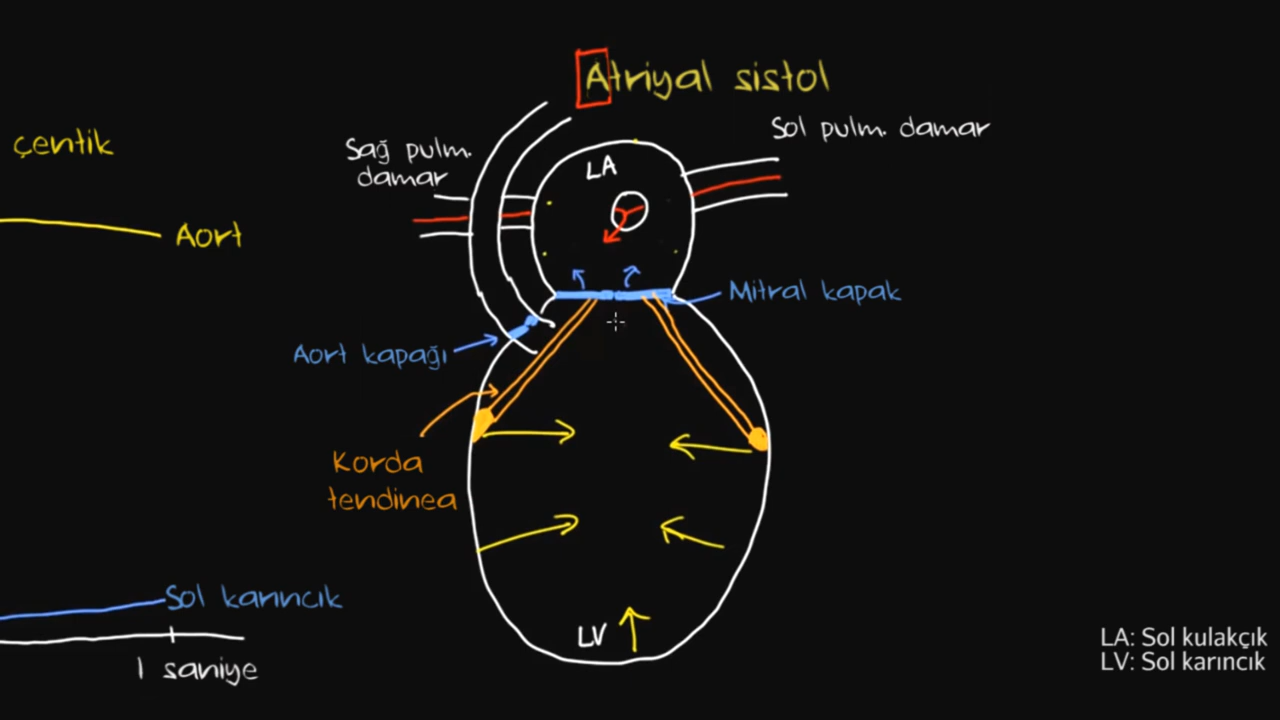 Atriyal sistol
çentik
Sağ pulm.
damar
LA
Sol pulm. damar
Aort
Mitral kapak
Aort kapağı
Korda
tendinea
Sol karıncık
1 saniye
LV
LA: Sol kulakçık
LV: Sol karıncık